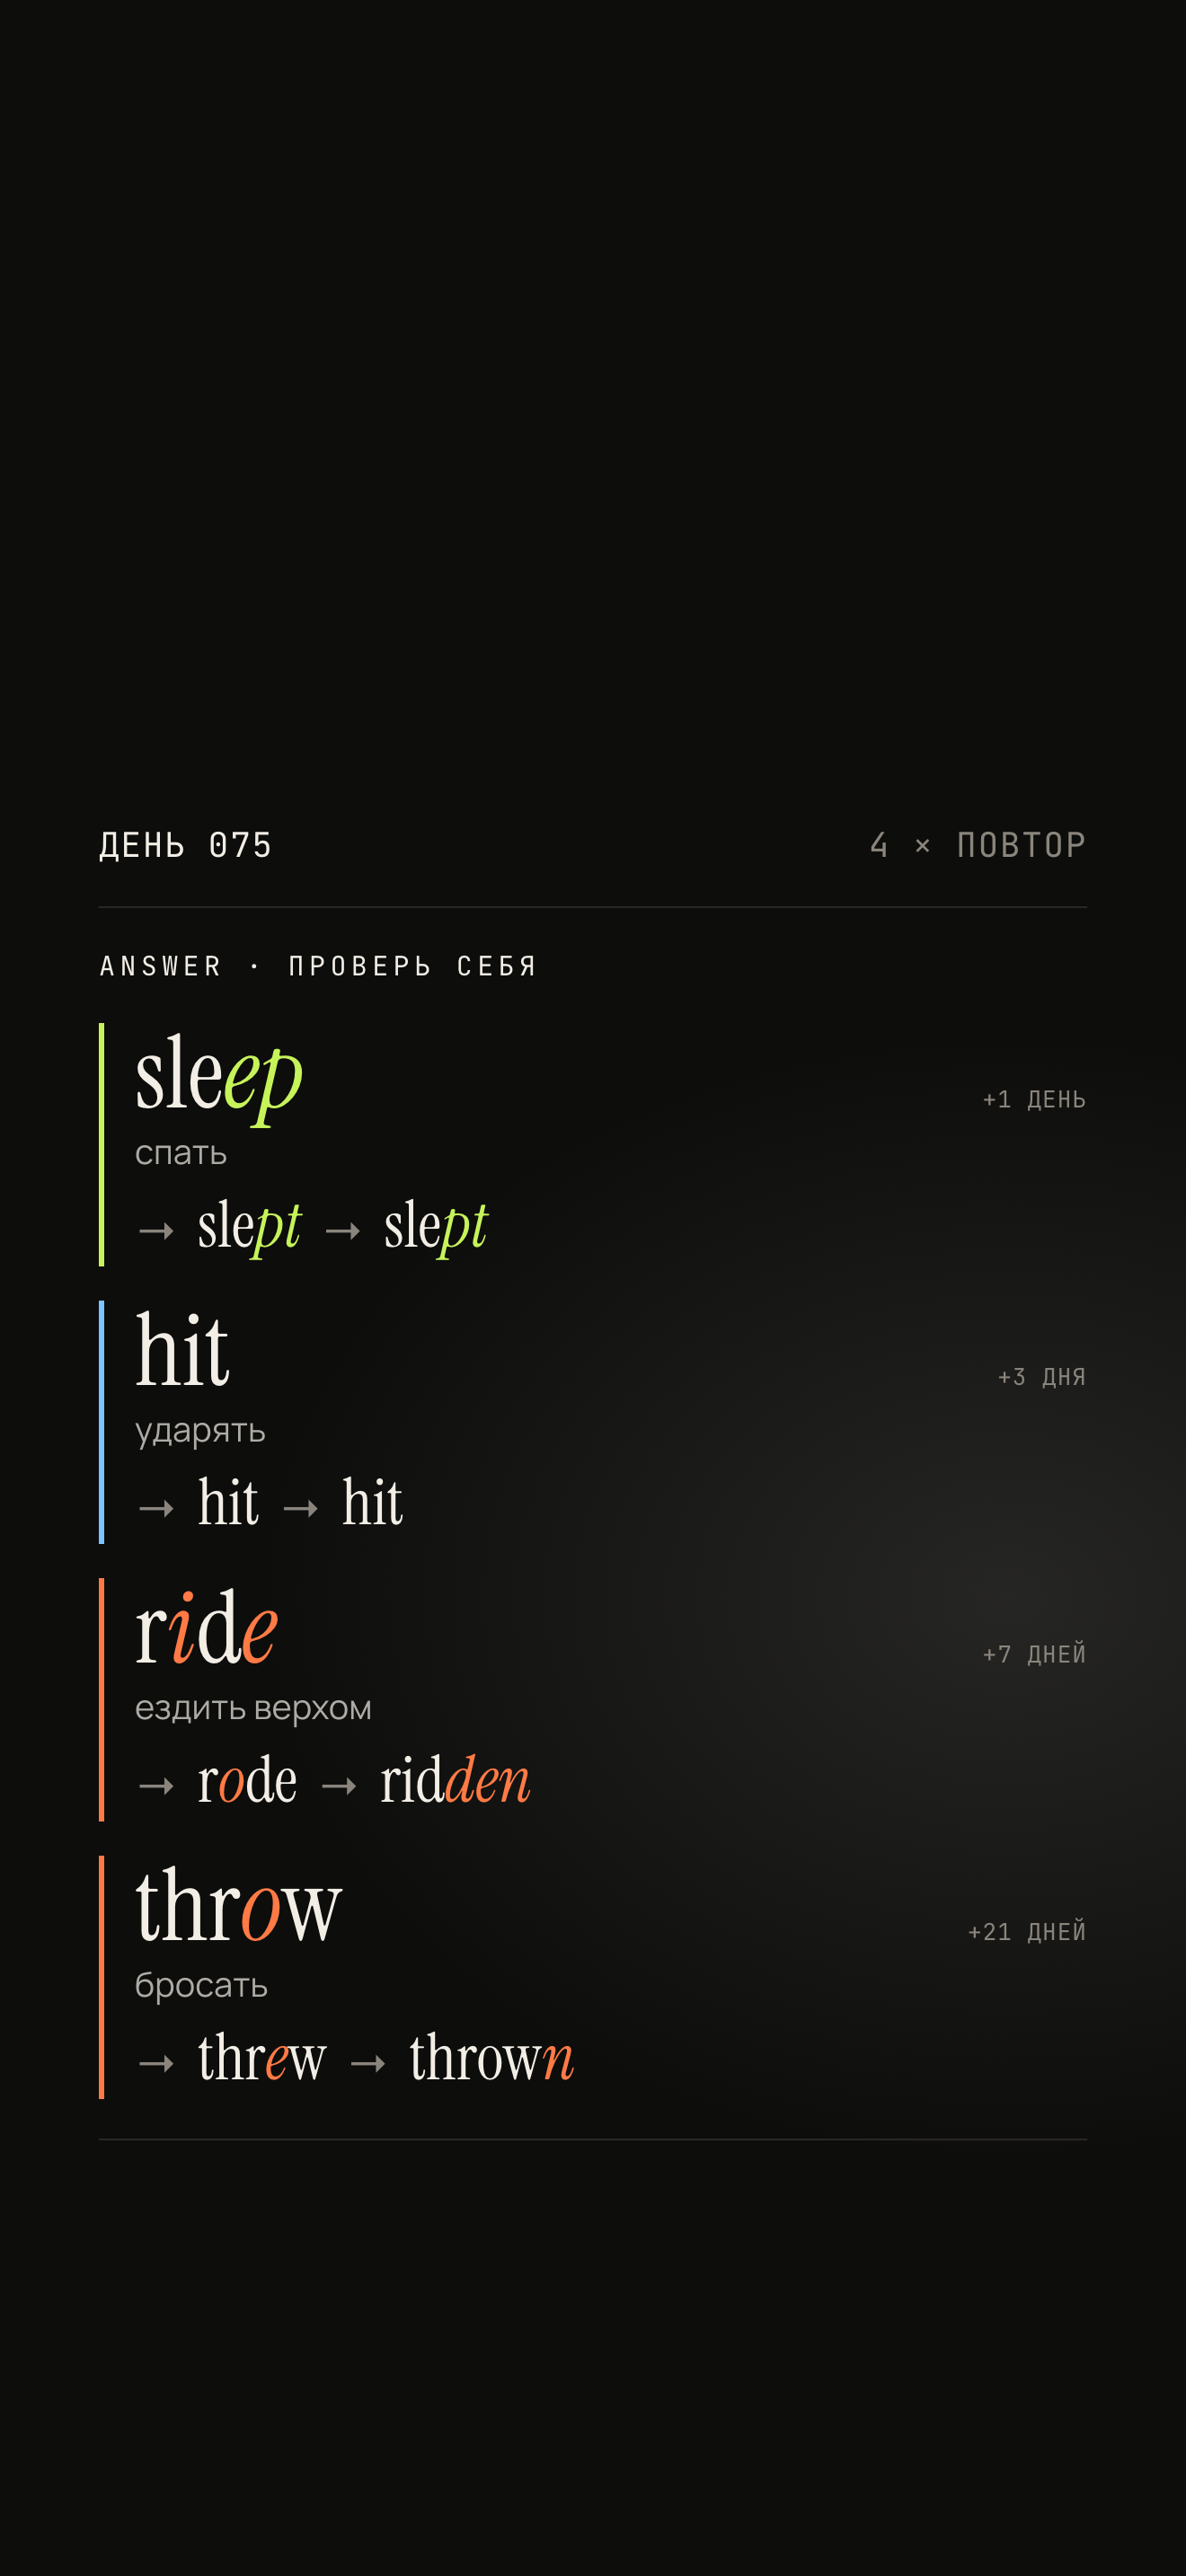 ДЕНЬ 075
4 × ПОВТОР
ANSWER · ПРОВЕРЬ СЕБЯ
sleep
+1 ДЕНЬ
спать
→ slept → slept
hit
+3 ДНЯ
ударять
→ hit → hit
ride
+7 ДНЕЙ
ездить верхом
→ rode → ridden
throw
+21 ДНЕЙ
бросать
→ threw → thrown